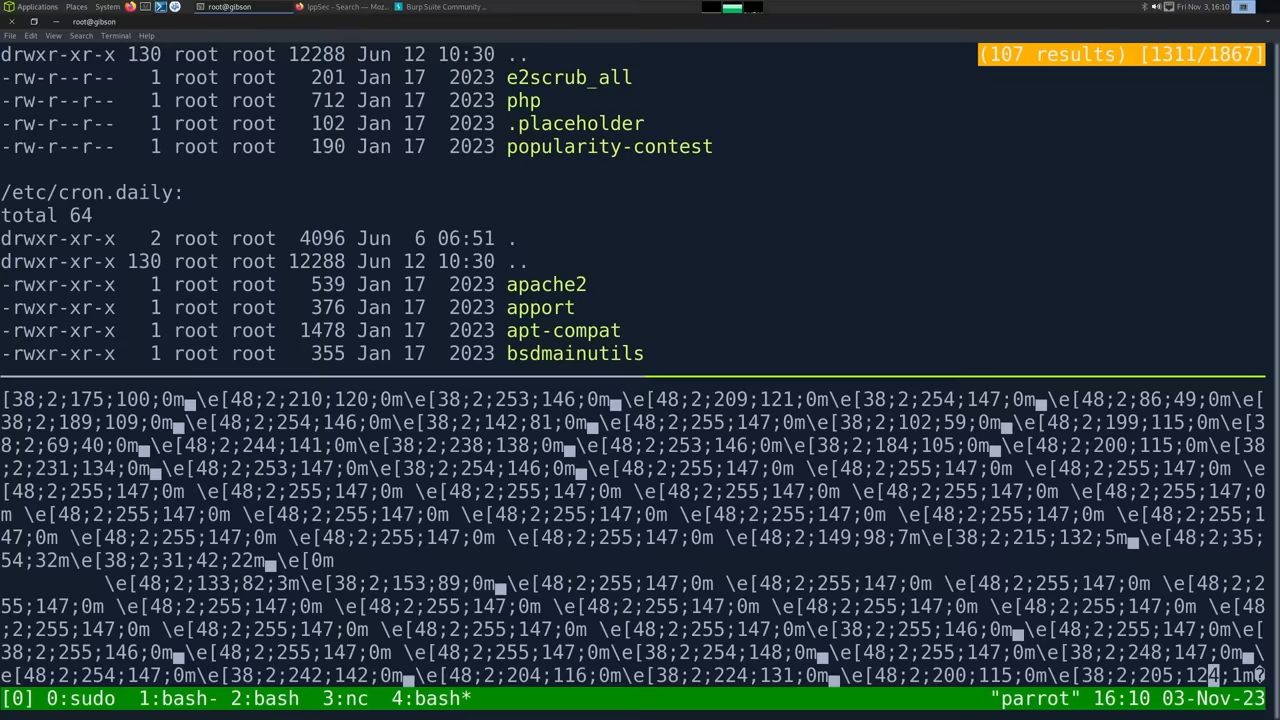 Applications Places System root@gibson IppSec - Search — Moz... Burp Suite Community ... Fri Nov 3, 16:10
root@gibson
File Edit View Search Terminal Help
drwxr-xr-x 130 root root 12288 Jun 12 10:30 .. (107 results) [1311/1867]
-rw-r--r-- 1 root root 201 Jan 17 2023 e2scrub_all
-rw-r--r-- 1 root root 712 Jan 17 2023 php
-rw-r--r-- 1 root root 102 Jan 17 2023 .placeholder
-rw-r--r-- 1 root root 190 Jan 17 2023 popularity-contest
/etc/cron.daily:
total 64
drwxr-xr-x 2 root root 4096 Jun 6 06:51 .
drwxr-xr-x 130 root root 12288 Jun 12 10:30 ..
-rwxr-xr-x 1 root root 539 Jan 17 2023 apache2
-rwxr-xr-x 1 root root 376 Jan 17 2023 apport
-rwxr-xr-x 1 root root 1478 Jan 17 2023 apt-compat
-rwxr-xr-x 1 root root 355 Jan 17 2023 bsdmainutils
[38;2;175;100;0m▄\e[48;2;210;120;0m\e[38;2;253;146;0m▄\e[48;2;209;121;0m\e[38;2;254;147;0m▄\e[48;2;86;49;0m\e[
38;2;189;109;0m▄\e[48;2;254;146;0m\e[38;2;142;81;0m▄\e[48;2;255;147;0m\e[38;2;102;59;0m▄\e[48;2;199;115;0m\e[3
8;2;69;40;0m▄\e[48;2;244;141;0m\e[38;2;238;138;0m▄\e[48;2;253;146;0m\e[38;2;184;105;0m▄\e[48;2;200;115;0m\e[38
;2;231;134;0m▄\e[48;2;253;147;0m\e[38;2;254;146;0m▄\e[48;2;255;147;0m \e[48;2;255;147;0m \e[48;2;255;147;0m \e
[48;2;255;147;0m \e[48;2;255;147;0m \e[48;2;255;147;0m \e[48;2;255;147;0m \e[48;2;255;147;0m \e[48;2;255;147;0
m \e[48;2;255;147;0m \e[48;2;255;147;0m \e[48;2;255;147;0m \e[48;2;255;147;0m \e[48;2;255;147;0m \e[48;2;255;1
47;0m \e[48;2;255;147;0m \e[48;2;255;147;0m \e[48;2;255;147;0m \e[48;2;149;98;7m\e[38;2;215;132;5m▄\e[48;2;35;
54;32m\e[38;2;31;42;22m▄\e[0m
\e[48;2;133;82;3m\e[38;2;153;89;0m▄\e[48;2;255;147;0m \e[48;2;255;147;0m \e[48;2;255;147;0m \e[48;2;2
55;147;0m \e[48;2;255;147;0m \e[48;2;255;147;0m \e[48;2;255;147;0m \e[48;2;255;147;0m \e[48;2;255;147;0m \e[48
;2;255;147;0m \e[48;2;255;147;0m \e[48;2;255;147;0m \e[48;2;255;147;0m\e[38;2;255;146;0m▄\e[48;2;255;147;0m\e[
38;2;255;146;0m▄\e[48;2;255;147;0m \e[48;2;255;147;0m\e[38;2;254;148;0m▄\e[48;2;255;147;0m\e[38;2;248;147;0m▄\
e[48;2;254;147;0m\e[38;2;242;142;0m▄\e[48;2;204;116;0m\e[38;2;224;131;0m▄\e[48;2;200;115;0m\e[38;2;205;124;1m�
[0] 0:sudo 1:bash- 2:bash 3:nc 4:bash* "parrot" 16:10 03-Nov-23